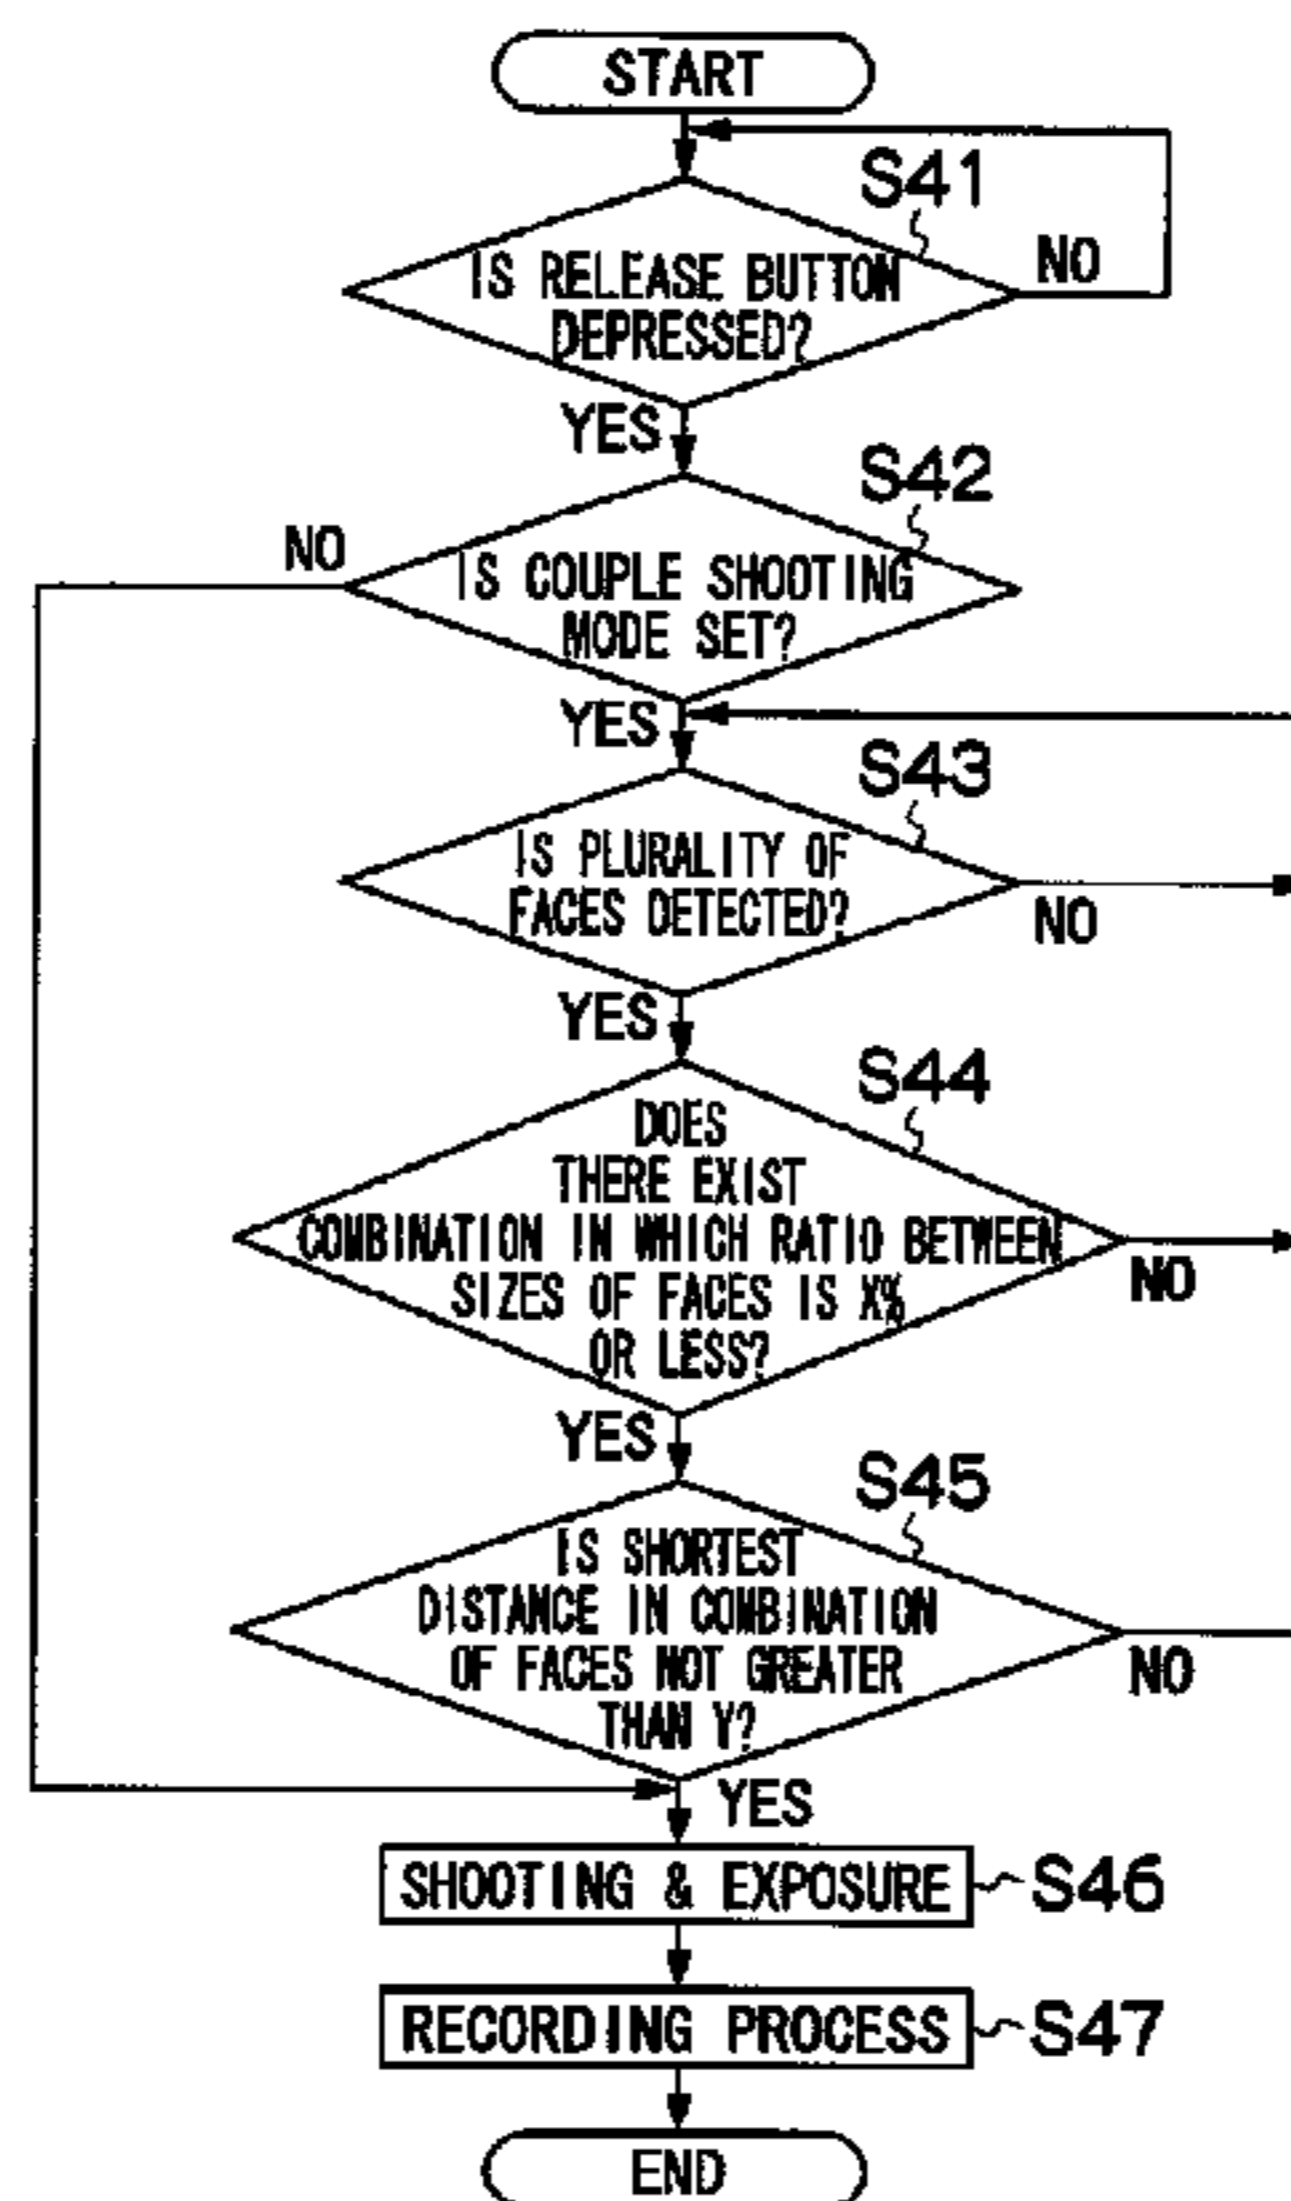 START
S41
IS RELEASE BUTTON
DEPRESSED?
NO
YES
S42
NO
IS COUPLE SHOOTING
MODE SET?
YES
S43
IS PLURALITY OF
FACES DETECTED?
NO
YES
S44
DOES
THERE EXIST
COMBINATION IN WHICH RATIO BETWEEN
SIZES OF FACES IS X%
OR LESS?
NO
YES
S45
IS SHORTEST
DISTANCE IN COMBINATION
OF FACES NOT GREATER
THAN Y?
NO
YES
SHOOTING & EXPOSURE
S46
RECORDING PROCESS
S47
END